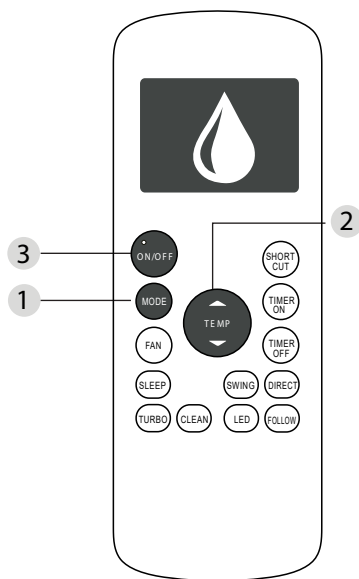 2
3
ON/OFF
SHORT
CUT
1
MODE
TEMP
TIMER
ON
FAN
TIMER
OFF
SLEEP
SWING
DIRECT
TURBO
CLEAN
LED
FOLLOW